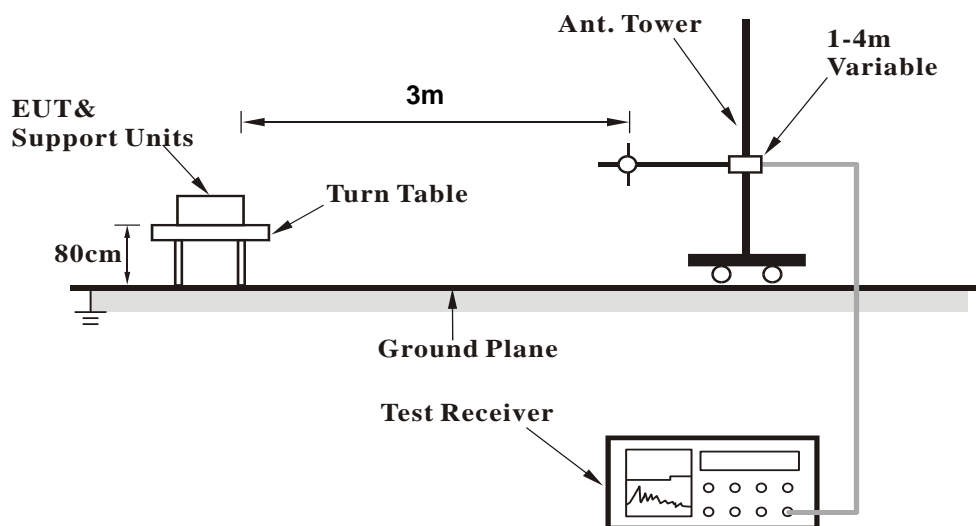 Ant. Tower
1-4m
Variable
3m
EUT&
Support Units
Turn Table
80cm
Ground Plane
Test Receiver